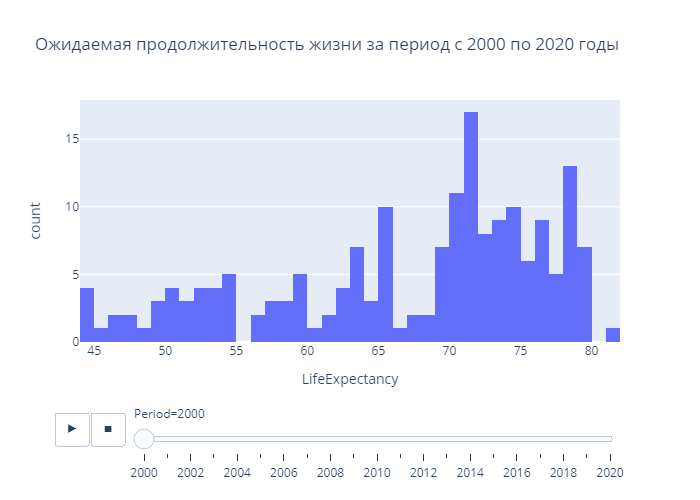 Ожидаемая продолжительность жизни за период с 2000 по 2020 годы
15
10
5
0
count
45 50 55 60 65 70 75 80
LifeExpectancy
Period=2000
2000 2002 2004 2006 2008 2010 2012 2014 2016 2018 2020